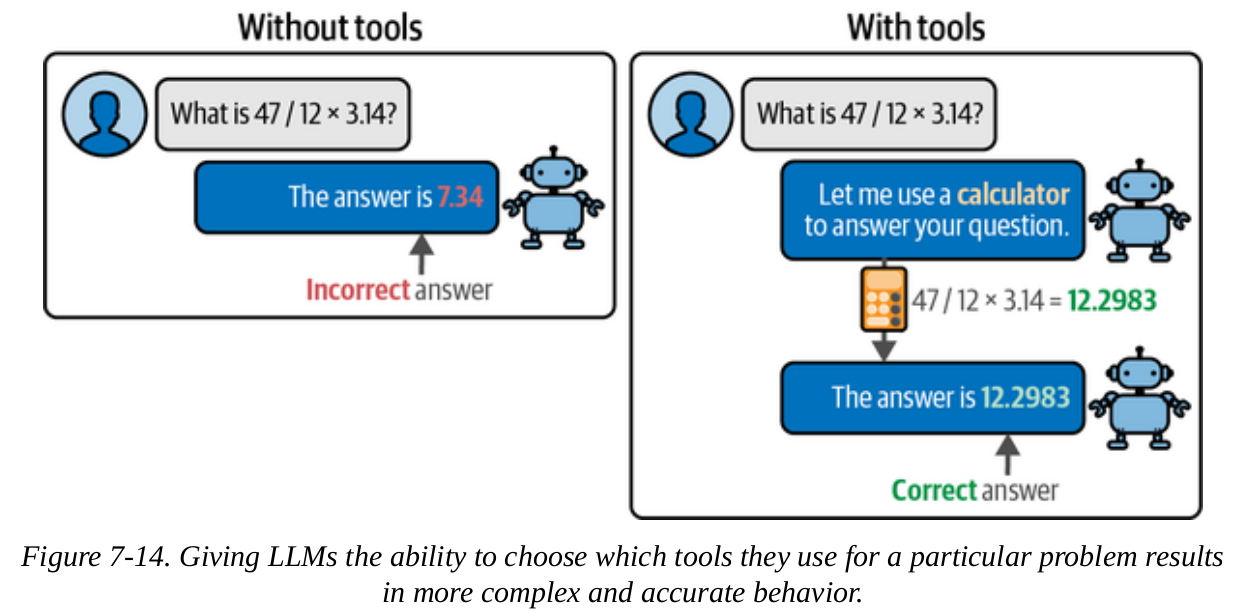 Without tools
What is 47 / 12 × 3.14?
The answer is 7.34
Incorrect answer
With tools
What is 47 / 12 × 3.14?
Let me use a calculator
to answer your question.
47 / 12 × 3.14 = 12.2983
The answer is 12.2983
Correct answer
Figure 7-14. Giving LLMs the ability to choose which tools they use for a particular problem results
in more complex and accurate behavior.